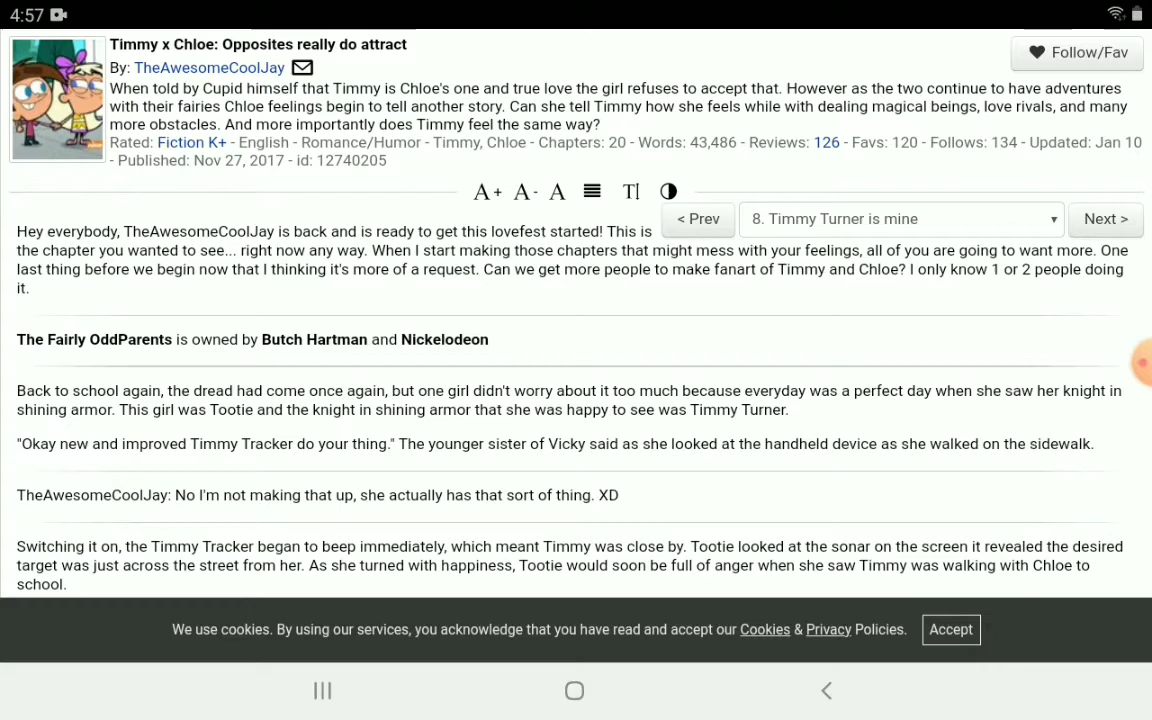 4:57
Timmy x Chloe: Opposites really do attract
Follow/Fav
By: TheAwesomeCoolJay
When told by Cupid himself that Timmy is Chloe's one and true love the girl refuses to accept that. However as the two continue to have adventures
with their fairies Chloe feelings begin to tell another story. Can she tell Timmy how she feels while with dealing magical beings, love rivals, and many
more obstacles. And more importantly does Timmy feel the same way?
Rated: Fiction K+ - English - Romance/Humor - Timmy, Chloe - Chapters: 20 - Words: 43,486 - Reviews: 126 - Favs: 120 - Follows: 134 - Updated: Jan 10
- Published: Nov 27, 2017 - id: 12740205
A+ A- A T|
< Prev 8. Timmy Turner is mine Next >
Hey everybody, TheAwesomeCoolJay is back and is ready to get this lovefest started! This is
the chapter you wanted to see... right now any way. When I start making those chapters that might mess with your feelings, all of you are going to want more. One
last thing before we begin now that I thinking it's more of a request. Can we get more people to make fanart of Timmy and Chloe? I only know 1 or 2 people doing
it.
The Fairly OddParents is owned by Butch Hartman and Nickelodeon
Back to school again, the dread had come once again, but one girl didn't worry about it too much because everyday was a perfect day when she saw her knight in
shining armor. This girl was Tootie and the knight in shining armor that she was happy to see was Timmy Turner.
"Okay new and improved Timmy Tracker do your thing." The younger sister of Vicky said as she looked at the handheld device as she walked on the sidewalk.
TheAwesomeCoolJay: No I'm not making that up, she actually has that sort of thing. XD
Switching it on, the Timmy Tracker began to beep immediately, which meant Timmy was close by. Tootie looked at the sonar on the screen it revealed the desired
target was just across the street from her. As she turned with happiness, Tootie would soon be full of anger when she saw Timmy was walking with Chloe to
school.
We use cookies. By using our services, you acknowledge that you have read and accept our Cookies & Privacy Policies. Accept